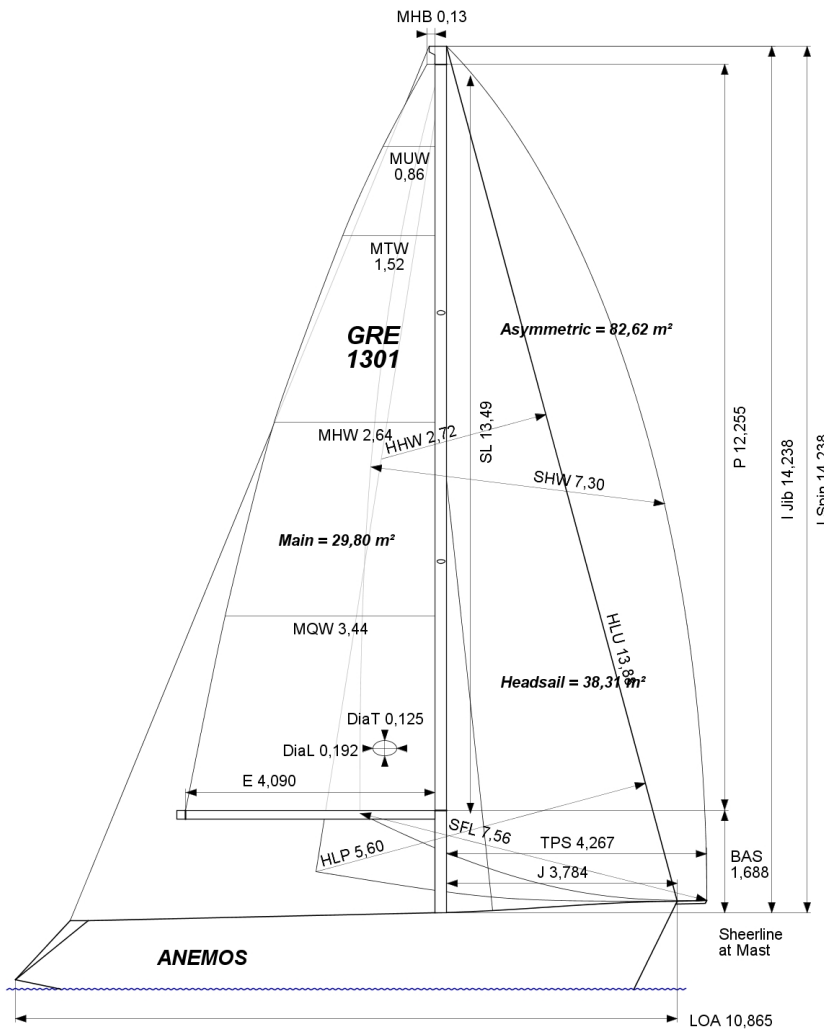 MHB 0,13
MUW
0,86
MTW
1,52
GRE
1301
Asymmetric = 82,62 m²
MHW 2,64
HHW 2,72
SL 13,49
SHW 7,30
P 12,255
I Jib 14,238
Main = 29,80 m²
MQW 3,44
Headsail = 38,31 m²
DiaT 0,125
DiaL 0,192
E 4,090
SFL 7,56
TPS 4,267
HLP 5,60
J 3,784
BAS
1,688
Sheerline
at Mast
ANEMOS
LOA 10,865